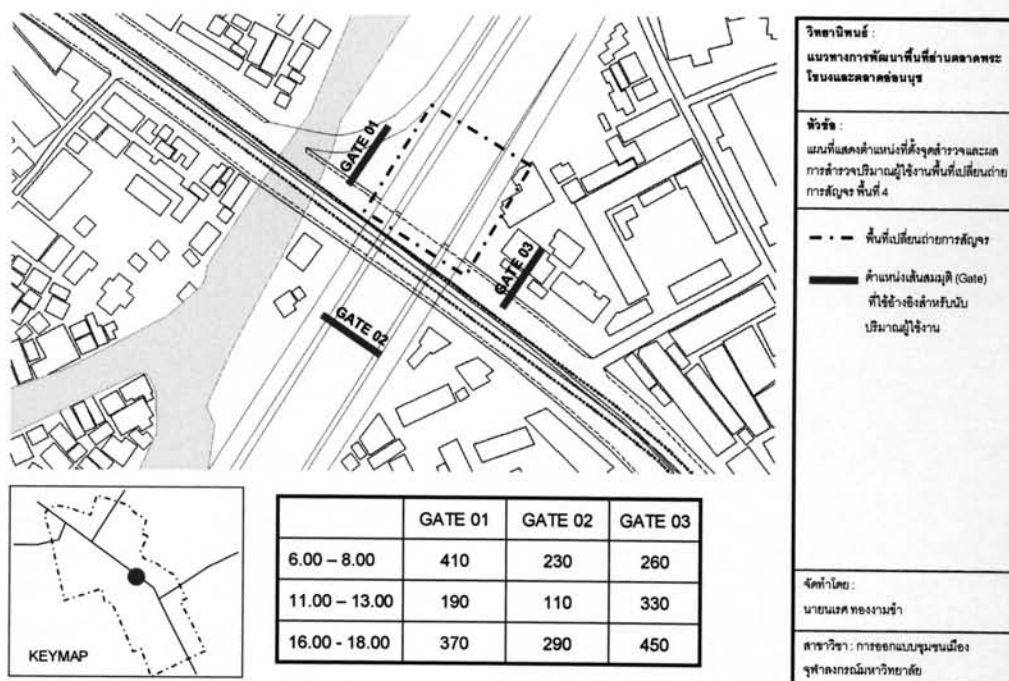 GATE 01
GATE 02
GATE 03
KEYMAP
GATE 01 GATE 02 GATE 03
6.00 – 8.00 410 230 260
11.00 – 13.00 190 110 330
16.00 - 18.00 370 290 450
วิทยานิพนธ์ :
แนวทางการพัฒนาพื้นที่ย่านตลาดพระ
โขนงและตลาดอ่อนนุช
หัวข้อ :
แผนที่แสดงตำแหน่งที่ตั้งจุดสำรวจและผล
การสำรวจปริมาณผู้ใช้งานพื้นที่เปลี่ยนถ่าย
การสัญจร พื้นที่ 4
พื้นที่เปลี่ยนถ่ายการสัญจร
ตำแหน่งเส้นสมมุติ (Gate)
ที่ใช้อ้างอิงสำหรับนับ
ปริมาณผู้ใช้งาน
จัดทำโดย :
นายนเรศ ทองงามขำ
สาขาวิชา : การออกแบบชุมชนเมือง
จุฬาลงกรณ์มหาวิทยาลัย